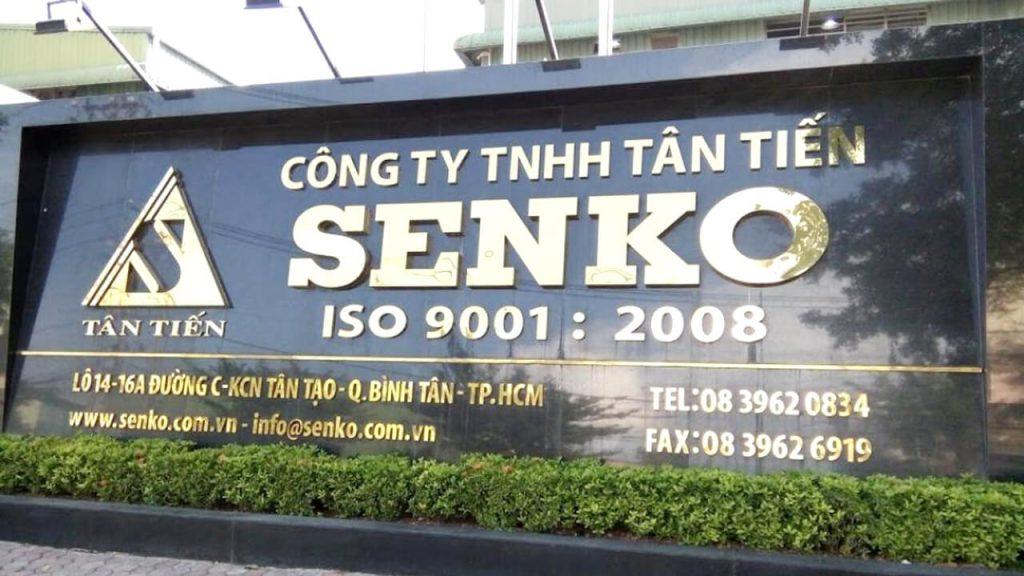 CÔNG TY TNHH TÂN TIẾN
SENKO
ISO 9001 : 2008
TÂN TIẾN
LÔ 14-16A ĐƯỜNG C-KCN TÂN TẠO - Q. BÌNH TÂN - TP.HCM
www.senko.com.vn - info@senko.com.vn
TEL:08 3962 0834
FAX:08 3962 6919